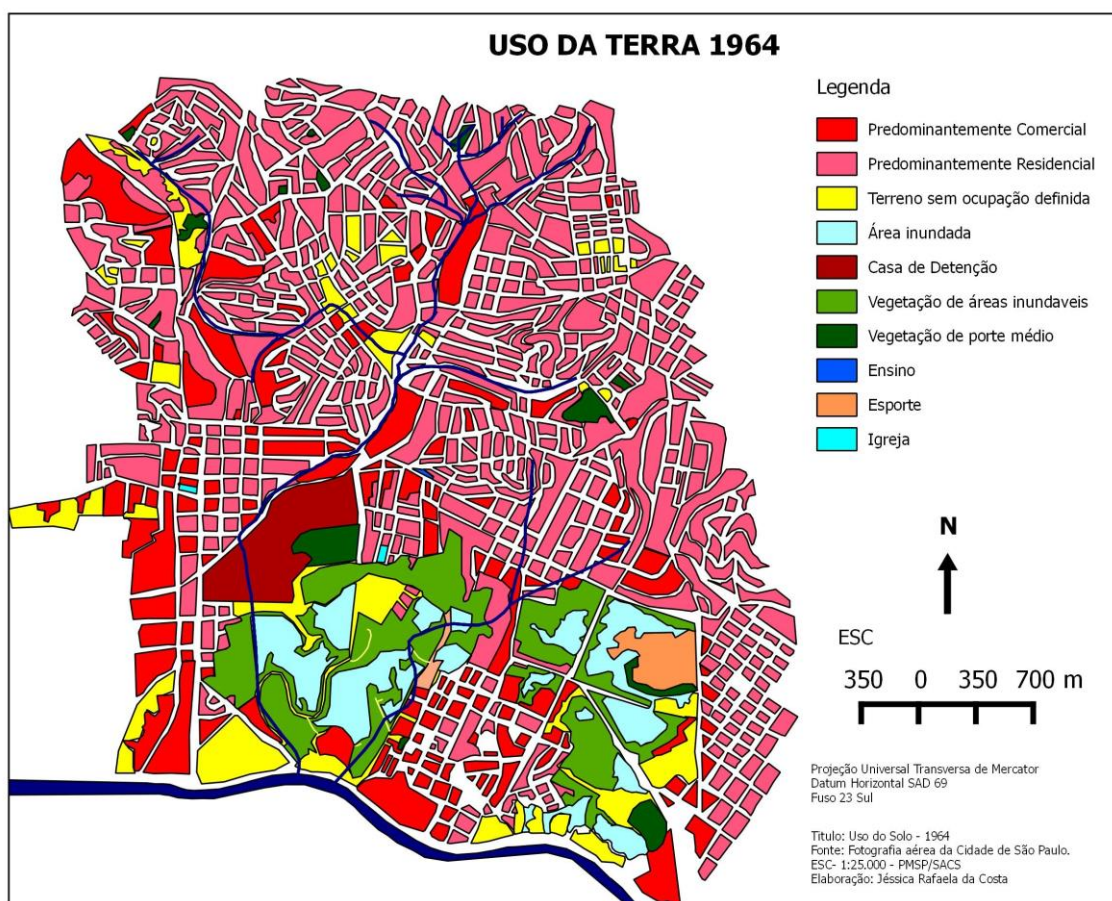 USO DA TERRA 1964
Legenda
Predominantemente Comercial
Predominantemente Residencial
Terreno sem ocupação definida
Área inundada
Casa de Detenção
Vegetação de áreas inundaveis
Vegetação de porte médio
Ensino
Esporte
Igreja
N
ESC
350 0 350 700 m
Projeção Universal Transversa de Mercator
Datum Horizontal SAD 69
Fuso 23 Sul
Titulo: Uso do Solo - 1964
Fonte: Fotografia aérea da Cidade de São Paulo.
ESC- 1:25.000 - PMSP/SACS
Elaboração: Jéssica Rafaela da Costa